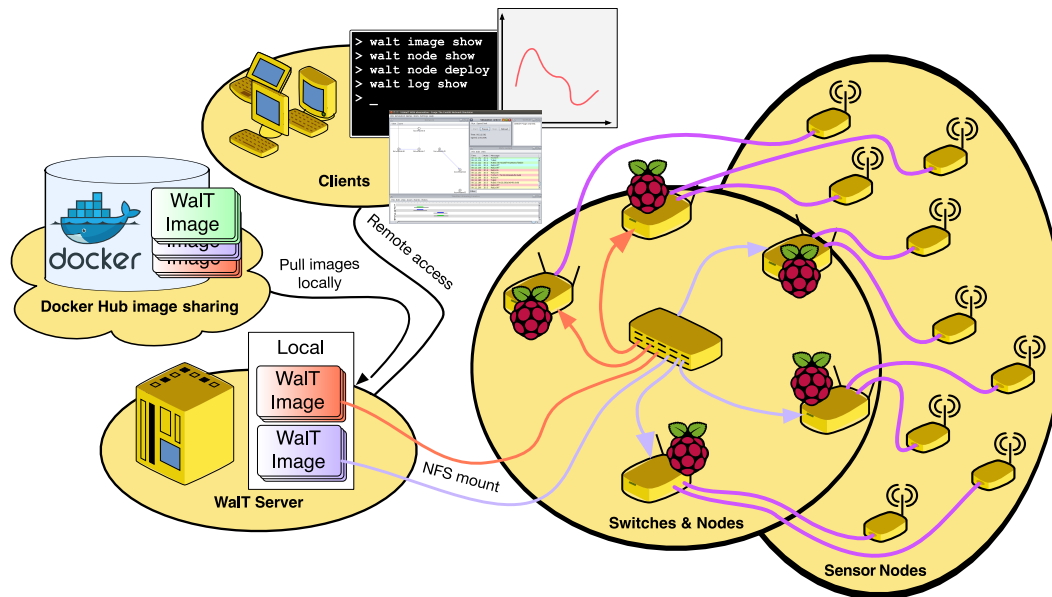 > walt image show
> walt node show
> walt node deploy
> walt log show
> _
Clients
WalT
Image
Image
Image
docker
Docker Hub image sharing
Remote access
Pull images
locally
Local
WalT
Image
WalT
Image
WalT Server
NFS mount
Switches & Nodes
Sensor Nodes